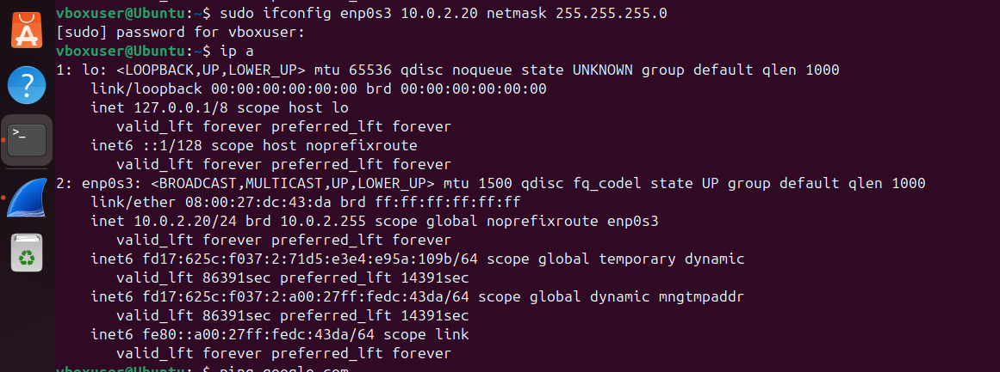 vboxuser@Ubuntu:~$ sudo ifconfig enp0s3 10.0.2.20 netmask 255.255.255.0
[sudo] password for vboxuser:
vboxuser@Ubuntu:~$ ip a
1: lo: <LOOPBACK,UP,LOWER_UP> mtu 65536 qdisc noqueue state UNKNOWN group default qlen 1000
    link/loopback 00:00:00:00:00:00 brd 00:00:00:00:00:00
    inet 127.0.0.1/8 scope host lo
       valid_lft forever preferred_lft forever
    inet6 ::1/128 scope host noprefixroute
       valid_lft forever preferred_lft forever
2: enp0s3: <BROADCAST,MULTICAST,UP,LOWER_UP> mtu 1500 qdisc fq_codel state UP group default qlen 1000
    link/ether 08:00:27:dc:43:da brd ff:ff:ff:ff:ff:ff
    inet 10.0.2.20/24 brd 10.0.2.255 scope global noprefixroute enp0s3
       valid_lft forever preferred_lft forever
    inet6 fd17:625c:f037:2:71d5:e3e4:e95a:109b/64 scope global temporary dynamic
       valid_lft 86391sec preferred_lft 14391sec
    inet6 fd17:625c:f037:2:a00:27ff:fedc:43da/64 scope global dynamic mngtmpaddr
       valid_lft 86391sec preferred_lft 14391sec
    inet6 fe80::a00:27ff:fedc:43da/64 scope link
       valid_lft forever preferred_lft forever
vboxuser@Ubuntu:~$ ping google.com